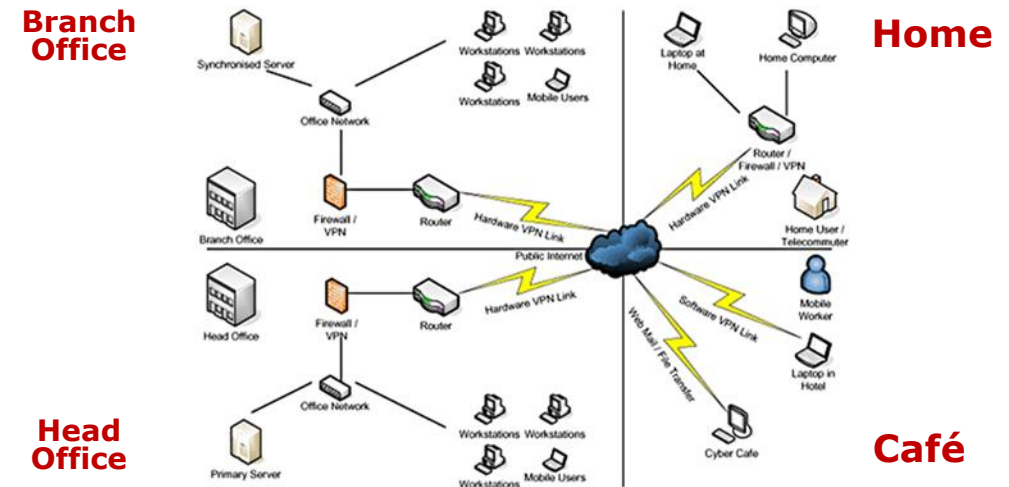 Branch
Office
Synchronised Server
Workstations Workstations
Workstations Mobile Users
Office Network
Firewall /
VPN
Router
Hardware VPN Link
Branch Office
Home
Laptop at
Home
Home Computer
Router /
Firewall / VPN
Hardware VPN Link
Home User /
Telecommuter
Public Internet
Head Office
Firewall /
VPN
Router
Hardware VPN Link
Office Network
Primary Server
Workstations Workstations
Workstations Mobile Users
Head
Office
Mobile
Worker
Software VPN Link
Laptop in
Hotel
Web Mail / File Transfer
Cyber Cafe
Café